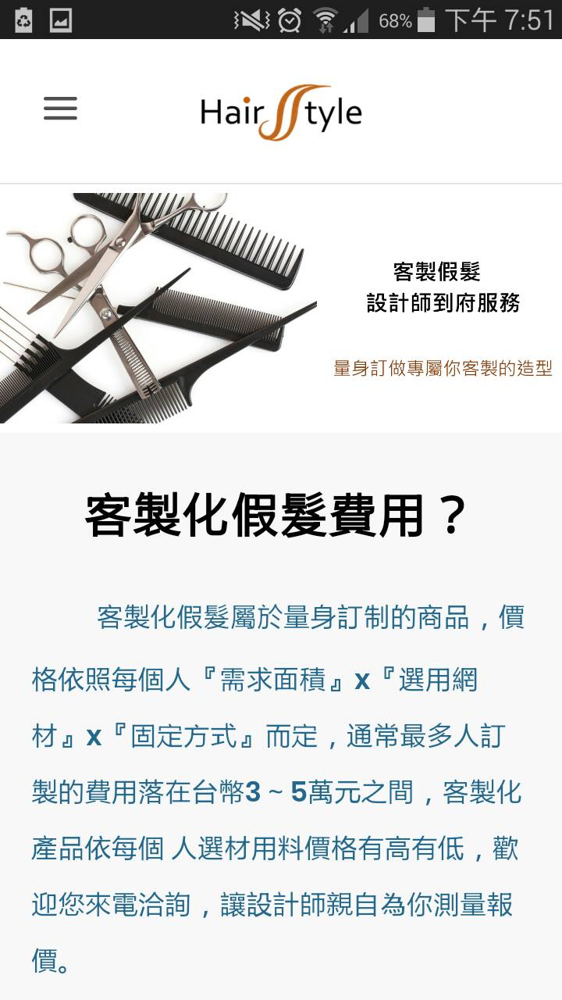 68% 下午 7:51
Hair Style
客製假髮
設計師到府服務
量身訂做專屬你客製的造型
客製化假髮費用？
客製化假髮屬於量身訂制的商品，價
格依照每個人『需求面積』x『選用網
材』x『固定方式』而定，通常最多人訂
製的費用落在台幣3 ~ 5萬元之間，客製化
產品依每個 人選材用料價格有高有低，歡
迎您來電洽詢，讓設計師親自為你測量報
價。